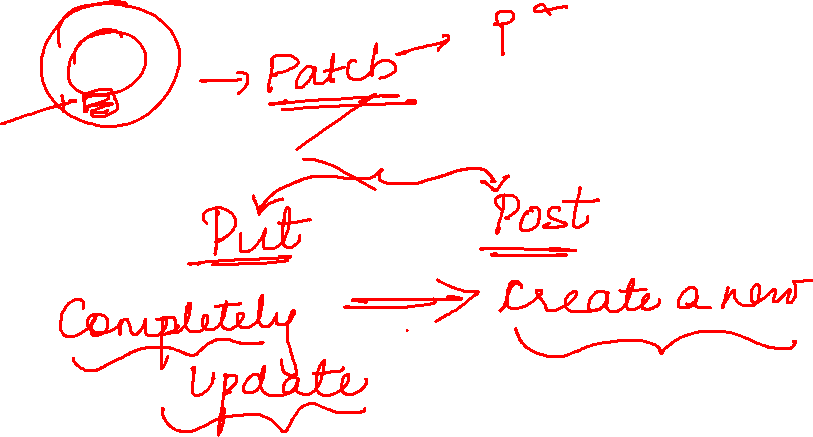 Patch
Put
Post
Completely
Update
Create a new